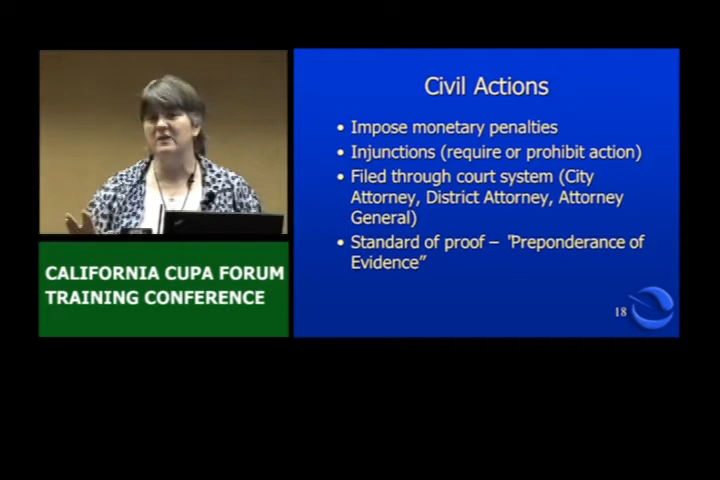 Civil Actions
• Impose monetary penalties
• Injunctions (require or prohibit action)
• Filed through court system (City
Attorney, District Attorney, Attorney
General)
• Standard of proof – "Preponderance of
Evidence”
18
CALIFORNIA CUPA FORUM
TRAINING CONFERENCE